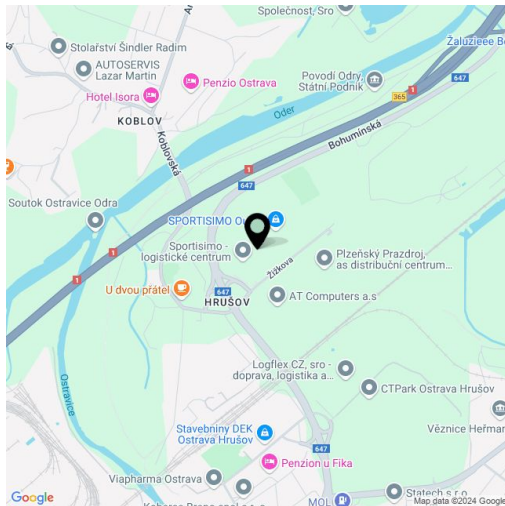 Společnost, Sro
Stolařství Šindler Radim
AUTOSERVIS
Lazar Martin
Žaluzieee Be
647
1
Penzio Ostrava
Povodí Odry,
Státní Podnik
Hotel Isora
365
Oder
KOBLOV
Bohumínská
Koblovská
1
647
Soutok Ostravice Odra
SPORTISIMO O
1
Sportisimo -
logistické centrum
Plzeňský Prazdroj,
as distribuční centrum...
Žižkova
1
U dvou přátel
647
AT Computers a.s
HRUŠOV
Logflex CZ, sro -
doprava, logistika a...
Ostravice
CTPark Ostrava Hrušov
Stavebniny DEK
Ostrava Hrušov
Věznice Heřman
647
Penzion u Fika
Viapharma Ostrava
MOL
Statech s.r.o
Google
Map data ©2024 Google